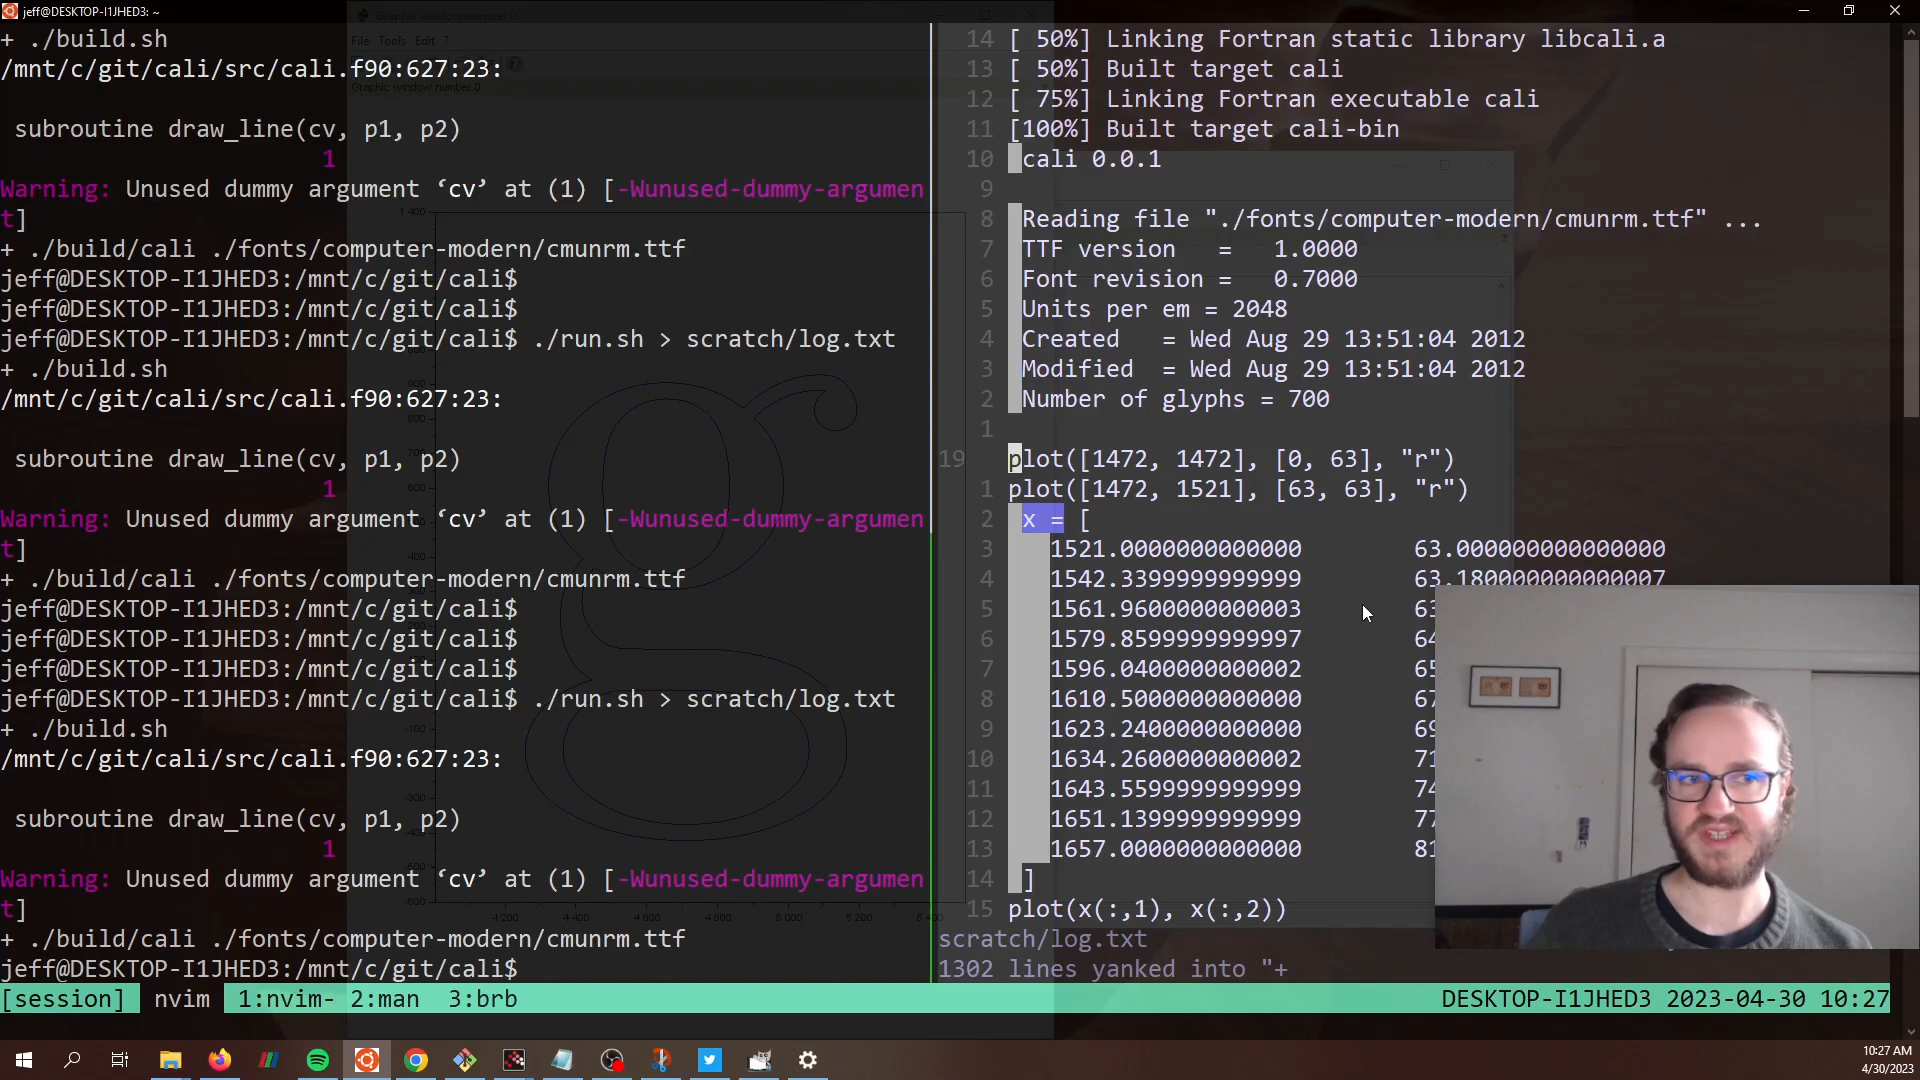 jeff@DESKTOP-I1JHED3: ~
+ ./build.sh
/mnt/c/git/cali/src/cali.f90:627:23:
subroutine draw_line(cv, p1, p2)
1
Warning: Unused dummy argument ‘cv’ at (1) [-Wunused-dummy-argumen
t]
+ ./build/cali ./fonts/computer-modern/cmunrm.ttf
jeff@DESKTOP-I1JHED3:/mnt/c/git/cali$
jeff@DESKTOP-I1JHED3:/mnt/c/git/cali$
jeff@DESKTOP-I1JHED3:/mnt/c/git/cali$ ./run.sh > scratch/log.txt
+ ./build.sh
/mnt/c/git/cali/src/cali.f90:627:23:
subroutine draw_line(cv, p1, p2)
1
Warning: Unused dummy argument ‘cv’ at (1) [-Wunused-dummy-argumen
t]
+ ./build/cali ./fonts/computer-modern/cmunrm.ttf
jeff@DESKTOP-I1JHED3:/mnt/c/git/cali$
jeff@DESKTOP-I1JHED3:/mnt/c/git/cali$
jeff@DESKTOP-I1JHED3:/mnt/c/git/cali$
jeff@DESKTOP-I1JHED3:/mnt/c/git/cali$ ./run.sh > scratch/log.txt
+ ./build.sh
/mnt/c/git/cali/src/cali.f90:627:23:
subroutine draw_line(cv, p1, p2)
1
Warning: Unused dummy argument ‘cv’ at (1) [-Wunused-dummy-argumen
t]
+ ./build/cali ./fonts/computer-modern/cmunrm.ttf
jeff@DESKTOP-I1JHED3:/mnt/c/git/cali$
File Tools Edit ?
Graphic window number 0
14 [ 50%] Linking Fortran static library libcali.a
13 [ 50%] Built target cali
12 [ 75%] Linking Fortran executable cali
11 [100%] Built target cali-bin
10 cali 0.0.1
9
8 Reading file "./fonts/computer-modern/cmunrm.ttf" ...
7 TTF version   =   1.0000
6 Font revision =   0.7000
5 Units per em = 2048
4 Created   = Wed Aug 29 13:51:04 2012
3 Modified  = Wed Aug 29 13:51:04 2012
2 Number of glyphs = 700
1
19 plot([1472, 1472], [0, 63], "r")
1 plot([1472, 1521], [63, 63], "r")
2 x = [
3 1521.0000000000000        63.000000000000000
4 1542.3399999999999        63.180000000000007
5 1561.9600000000003        63
6 1579.8599999999997        64
7 1596.0400000000002        65
8 1610.5000000000000        67
9 1623.2400000000000        69
10 1634.2600000000002        71
11 1643.5599999999999        74
12 1651.1399999999999        77
13 1657.0000000000000        81
14 ]
15 plot(x(:,1), x(:,2))
scratch/log.txt
1302 lines yanked into "+
[session] nvim 1:nvim- 2:man 3:brb
DESKTOP-I1JHED3 2023-04-30 10:27
10:27 AM
4/30/2023